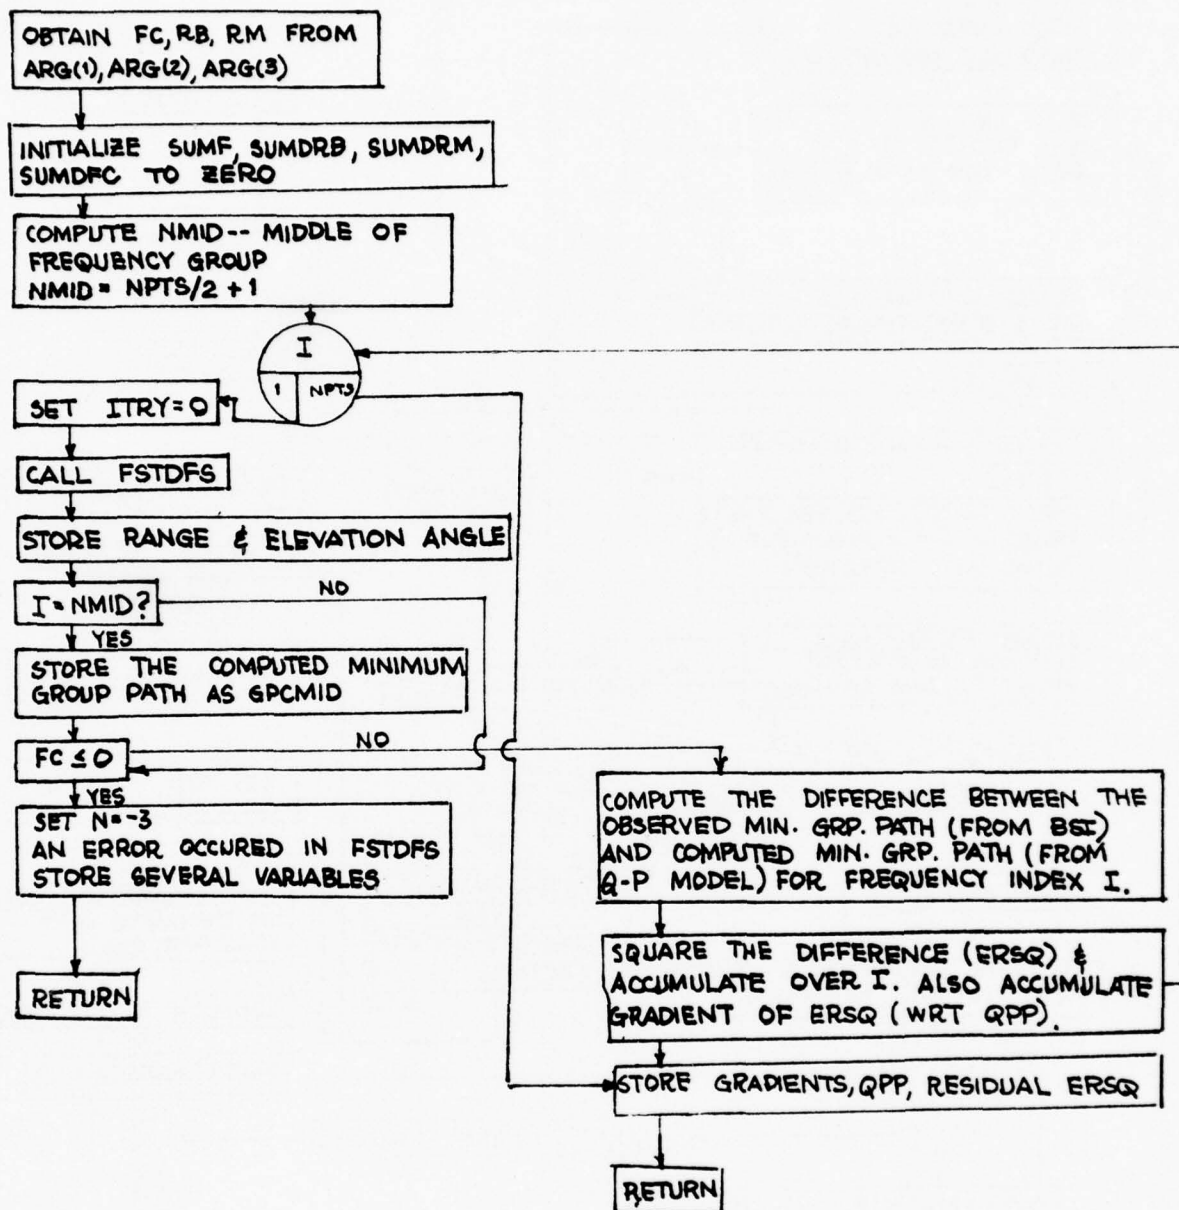 OBTAIN FC, RB, RM FROM
ARG(1), ARG(2), ARG(3)
INITIALIZE SUMF, SUMDRB, SUMDRM,
SUMDFC TO ZERO
COMPUTE NMID-- MIDDLE OF
FREQUENCY GROUP
NMID = NPTS/2 + 1
I
1
NPTS
SET ITRY=0
CALL FSTDFS
STORE RANGE & ELEVATION ANGLE
I = NMID?
NO
YES
STORE THE COMPUTED MINIMUM
GROUP PATH AS GPCMID
FC ≤ 0
NO
YES
SET N=-3
AN ERROR OCCURED IN FSTDFS
STORE SEVERAL VARIABLES
RETURN
COMPUTE THE DIFFERENCE BETWEEN THE
OBSERVED MIN. GRP. PATH (FROM BSI)
AND COMPUTED MIN. GRP. PATH (FROM
Q-P MODEL) FOR FREQUENCY INDEX I.
SQUARE THE DIFFERENCE (ERSQ) &
ACCUMULATE OVER I. ALSO ACCUMULATE
GRADIENT OF ERSQ (WRT QPP).
STORE GRADIENTS, QPP, RESIDUAL ERSQ
RETURN